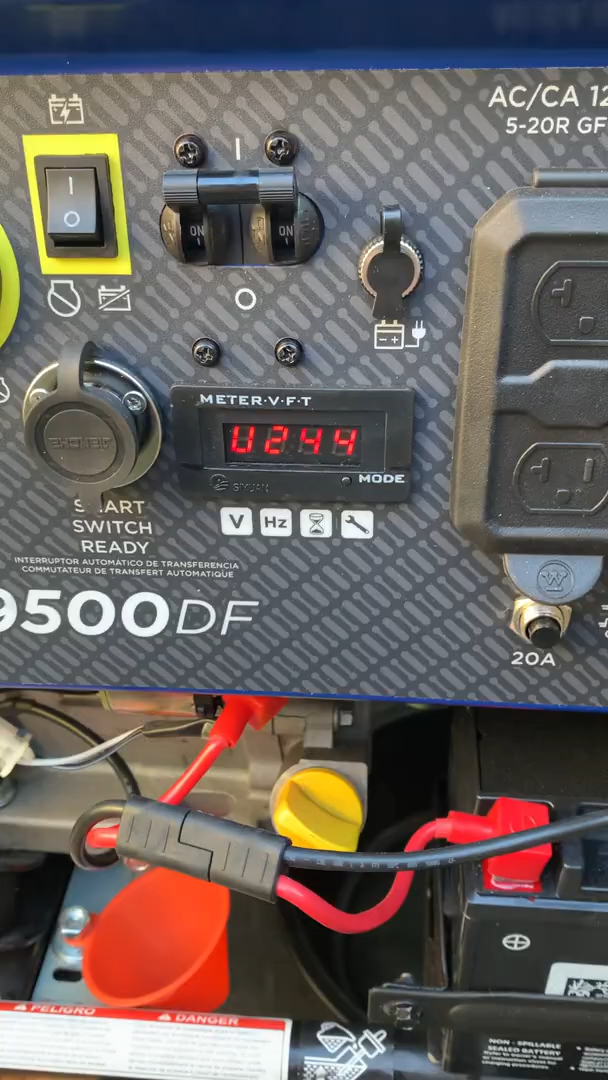 AC/CA 12
5-20R GF
I
I
O
ON
I
ON
I
O
METER·V·F·T
U244
MODE
SIYUAN
V
Hz
SMART
SWITCH
READY
INTERRUPTOR AUTOMATICO DE TRANSFERENCIA
COMMUTATEUR DE TRANSFERT AUTOMATIQUE
9500DF
W
20A
PELIGRO
DANGER
NON - SPILLABLE
SEALED BATTERY